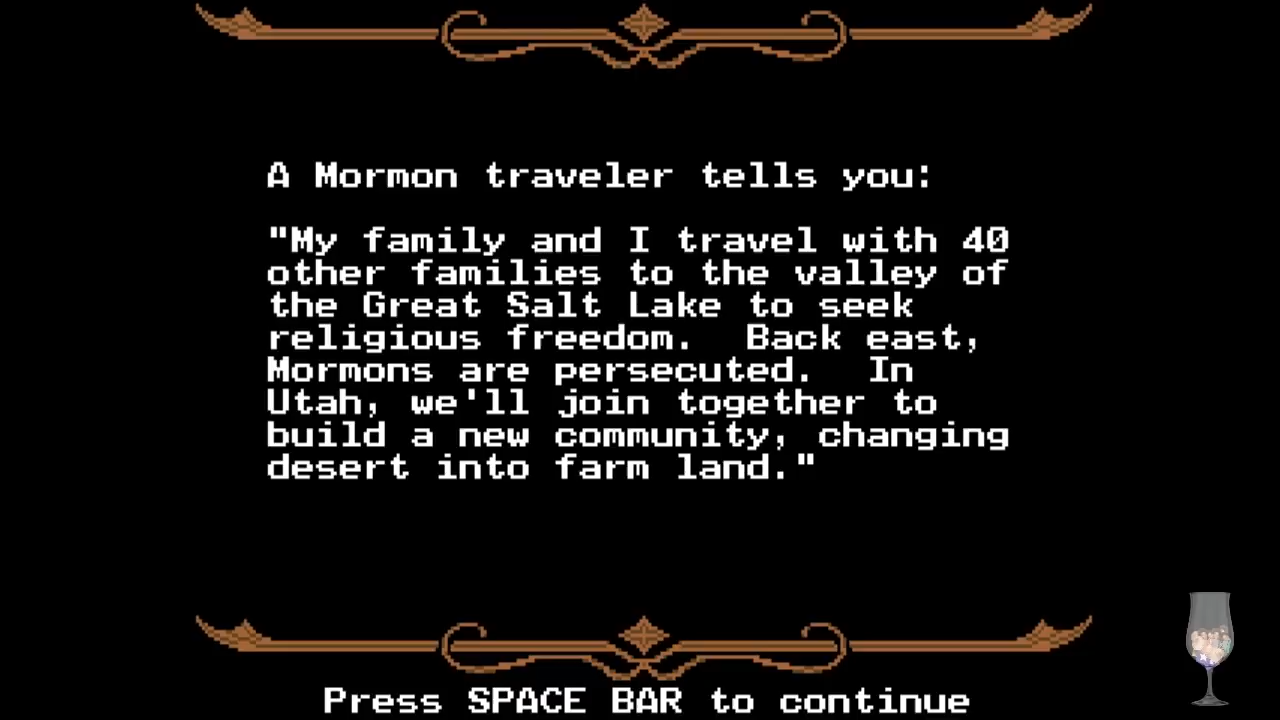 A Mormon traveler tells you:
"My family and I travel with 40
other families to the valley of
the Great Salt Lake to seek
religious freedom.  Back east,
Mormons are persecuted.  In
Utah, we'll join together to
build a new community, changing
desert into farm land."
Press SPACE BAR to continue